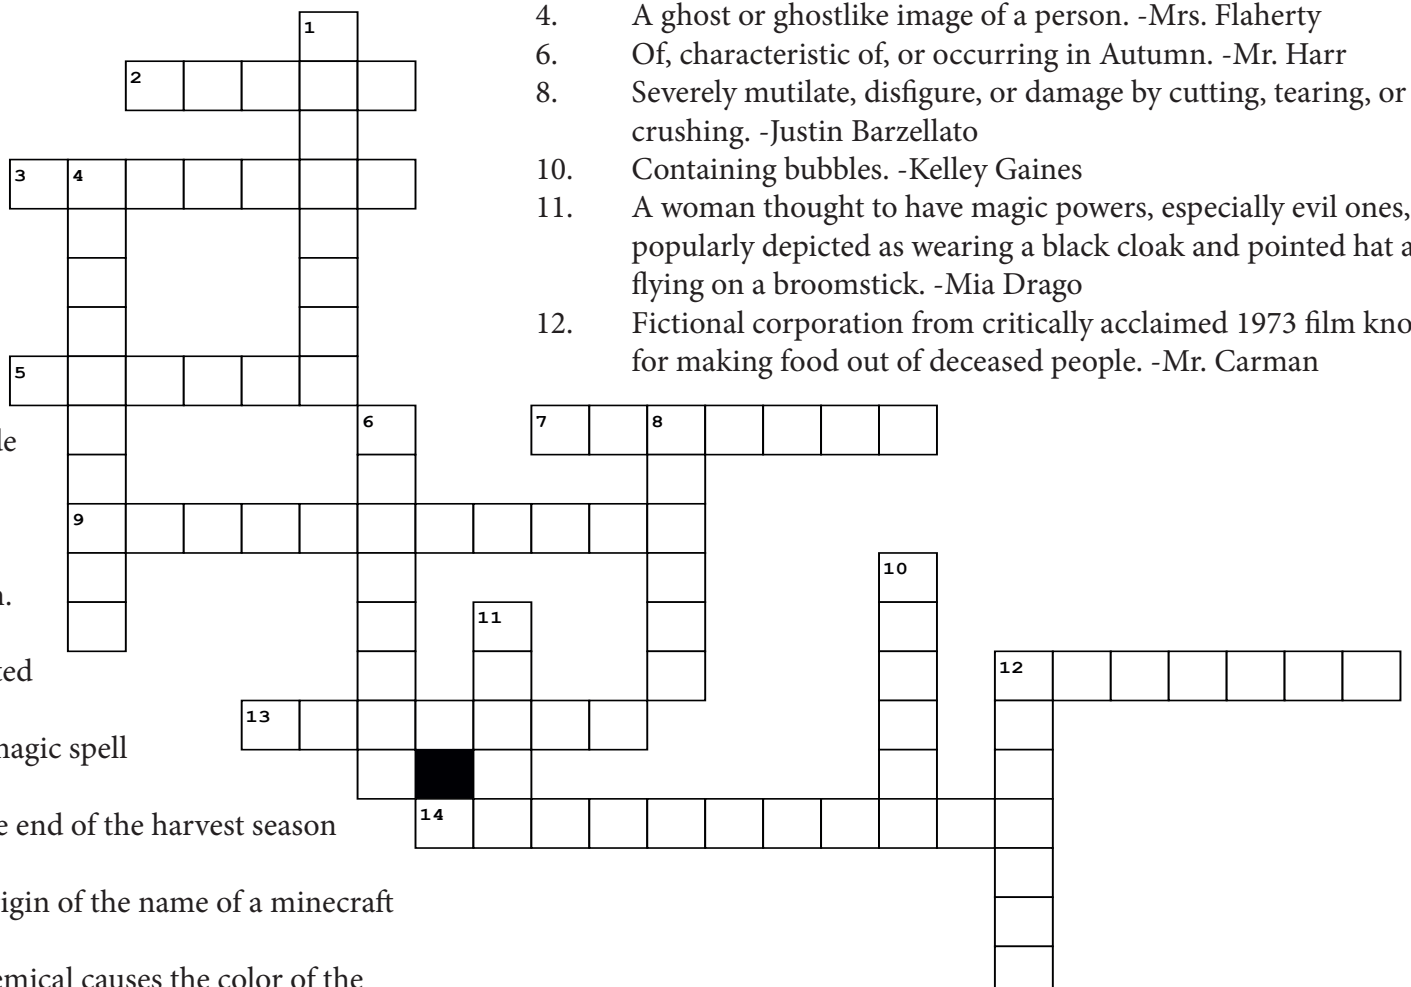 4. A ghost or ghostlike image of a person. -Mrs. Flaherty
6. Of, characteristic of, or occurring in Autumn. -Mr. Harr
8. Severely mutilate, disfigure, or damage by cutting, tearing, or
crushing. -Justin Barzellato
10. Containing bubbles. -Kelley Gaines
11. A woman thought to have magic powers, especially evil ones,
popularly depicted as wearing a black cloak and pointed hat
flying on a broomstick. -Mia Drago
12. Fictional corporation from critically acclaimed 1973 film
for making food out of deceased people. -Mr. Carman
1
2
3 4
5
6 7 8
9
10
11
12
13
14
magic spell
end of the harvest season
of the name of a minecraft
causes the color of the